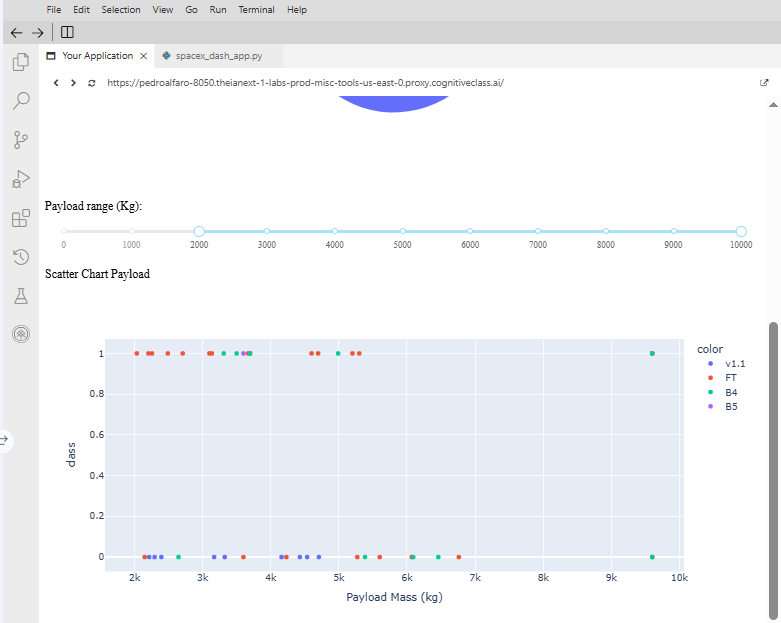 File Edit Selection View Go Run Terminal Help
Your Application spacex_dash_app.py
https://pedroalfaro-8050.theianext-1-labs-prod-misc-tools-us-east-0.proxy.cognitiveclass.ai/
Payload range (Kg):
0 1000 2000 3000 4000 5000 6000 7000 8000 9000 10000
Scatter Chart Payload
color
v1.1
FT
B4
B5
1
0.8
0.6
0.4
0.2
0
class
2k 3k 4k 5k 6k 7k 8k 9k 10k
Payload Mass (kg)